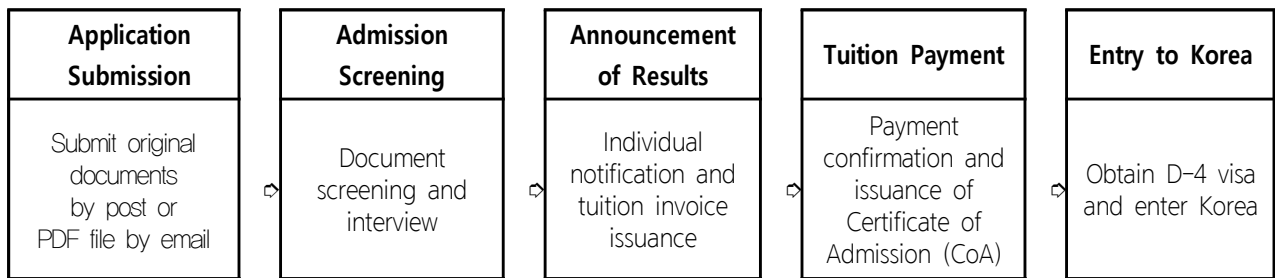 Application
Submission
Submit original
documents
by post or
PDF file by email
➩
Admission
Screening
Document
screening and
interview
➩
Announcement
of Results
Individual
notification and
tuition invoice
issuance
➩
Tuition Payment
Payment
confirmation and
issuance of
Certificate of
Admission (CoA)
➩
Entry to Korea
Obtain D-4 visa
and enter Korea